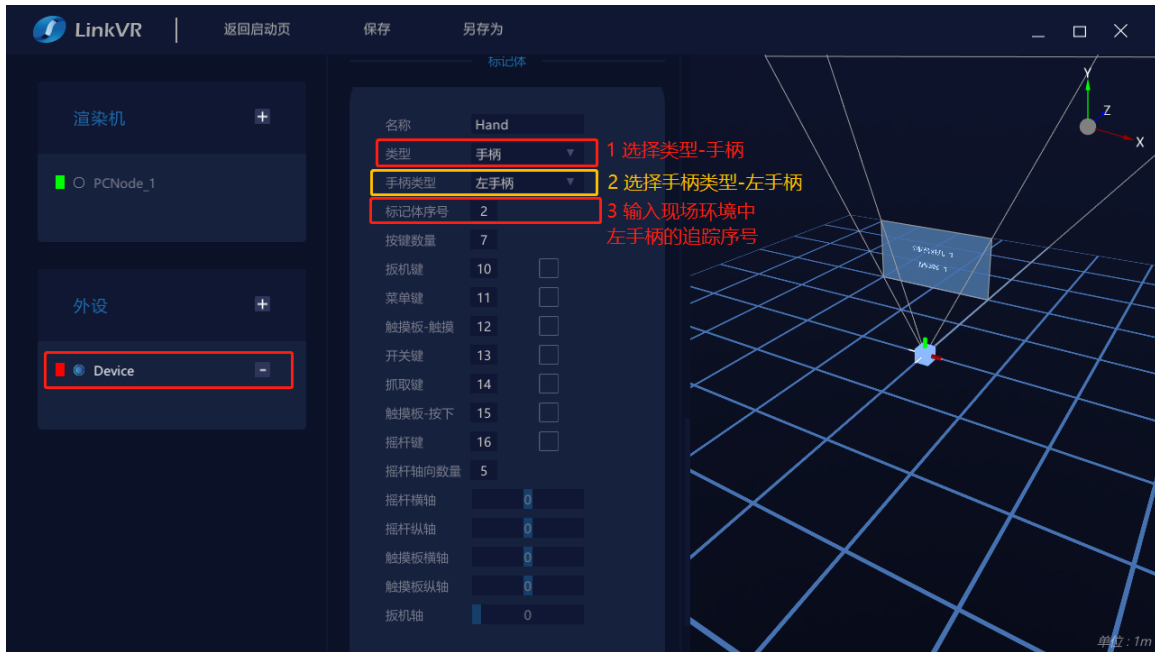 LinkVR 返回启动页 保存 另存为
标记体
渲染机
PCNode_1
外设
Device
名称 Hand
类型 手柄
手柄类型 左手柄
标记体序号 2
按键数量 7
扳机键 10
菜单键 11
触摸板-触摸 12
开关键 13
抓取键 14
触摸板-按下 15
摇杆键 16
摇杆轴向数量 5
摇杆横轴 0
摇杆纵轴 0
触摸板横轴 0
触摸板纵轴 0
扳机轴 0
1 选择类型-手柄
2 选择手柄类型-左手柄
3 输入现场环境中
左手柄的追踪序号
Y
Z
X
单位 : 1m